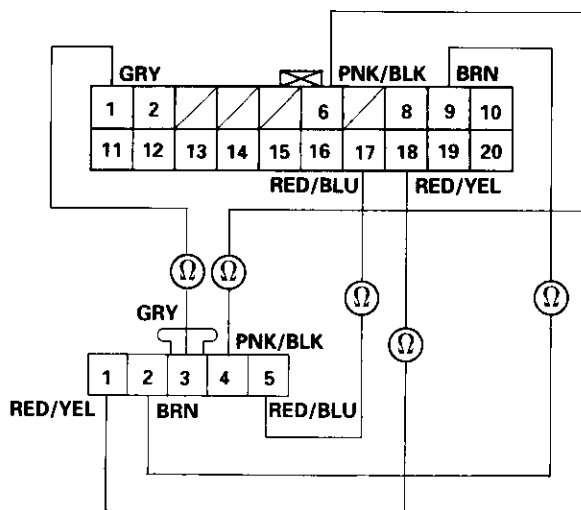 GRY PNK/BLK BRN
1 2 6 8 9 10
11 12 13 14 15 16 17 18 19 20
RED/BLU RED/YEL
Ω Ω Ω Ω
Ω
GRY
PNK/BLK
1 2 3 4 5
RED/YEL BRN RED/BLU